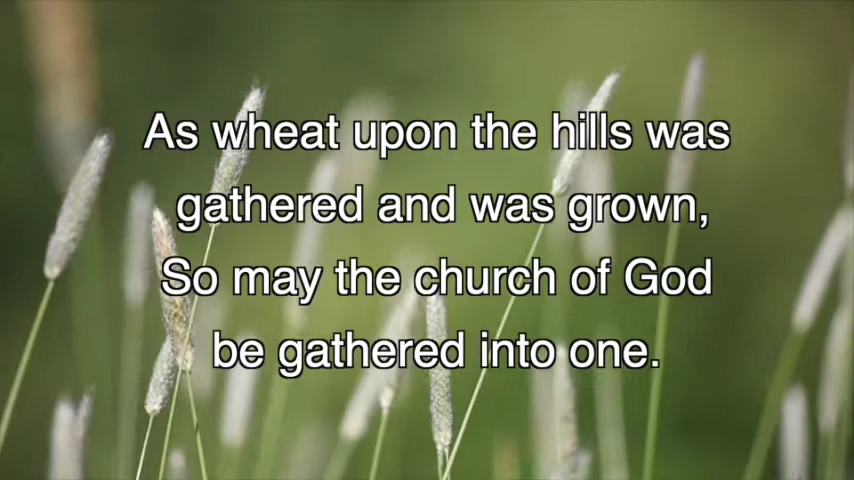 As wheat upon the hills was
gathered and was grown,
So may the church of God
be gathered into one.